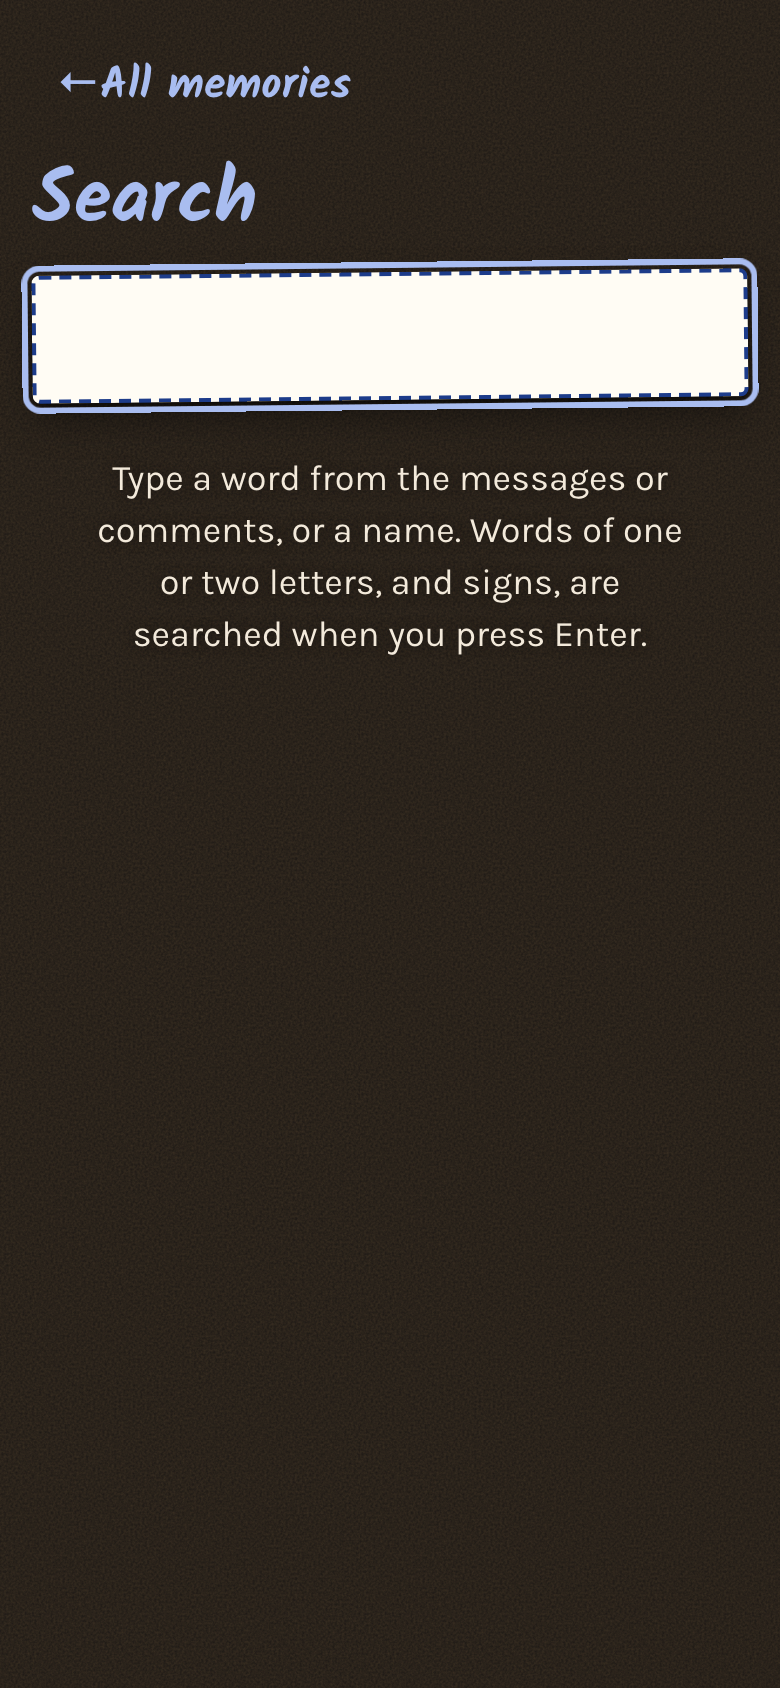 ←All memories
Search
Type a word from the messages or
comments, or a name. Words of one
or two letters, and signs, are
searched when you press Enter.